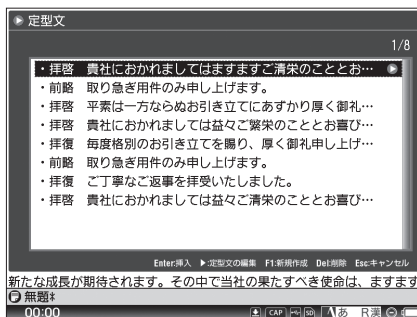 定型文
1/8
・拝啓 貴社におかれましてはますますご清栄のこととお…
・前略 取り急ぎ用件のみ申し上げます。
・拝啓 平素は一方ならぬお引き立てにあずかり厚く御礼…
・拝啓 貴社におかれましては益々ご繁栄のこととお喜び…
・拝復 毎度格別のお引き立てを賜り、厚く御礼申し上げ…
・前略 取り急ぎ用件のみ申し上げます。
・拝復 ご丁寧なご返事を拝受いたしました。
・拝啓 貴社におかれましては益々ご清栄のこととお喜び…
Enter:挿入 ▶:定型文の編集 F1:新規作成 Del:削除 Esc:キャンセル
新たな成長が期待されます。その中で当社の果たすべき使命は、ますます
無題*
00:00 CAP SD あ R漢